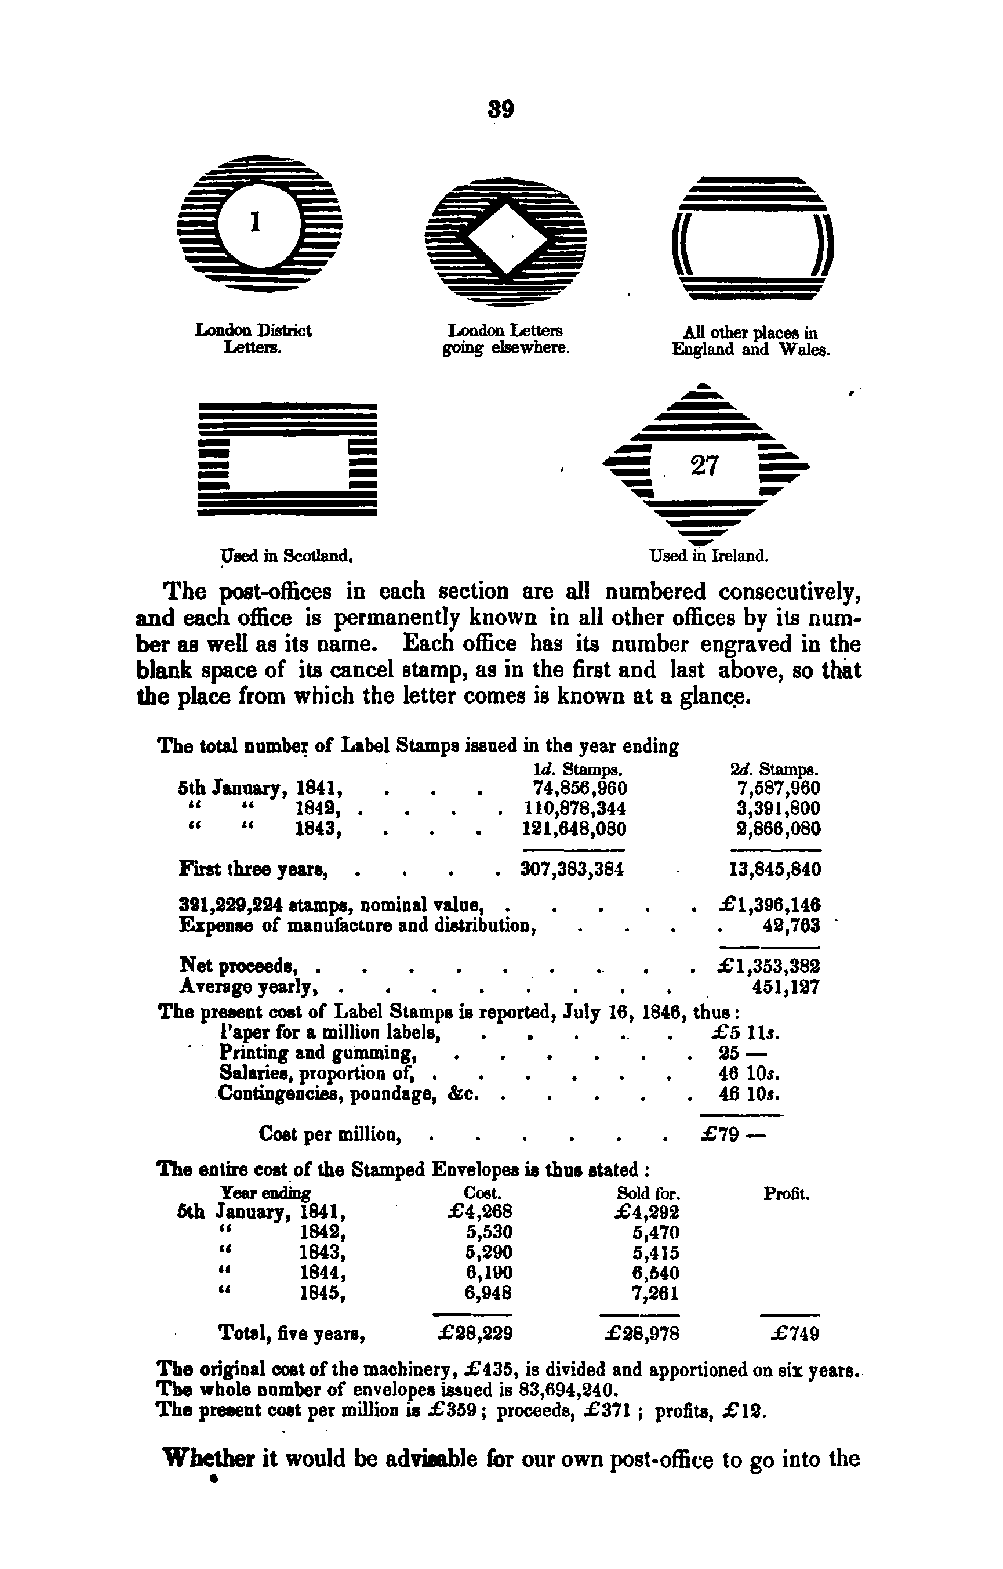 39
1
London District
Letters.
London Letters
going elsewhere.
All other places in
England and Wales.
27
Used in Scotland.
Used in Ireland.
The post-offices in each section are all numbered consecutively,
and each office is permanently known in all other offices by its num-
ber as well as its name. Each office has its number engraved in the
blank space of its cancel stamp, as in the first and last above, so that
the place from which the letter comes is known at a glance.
The total number of Label Stamps issued in the year ending
1d. Stamps. 2d. Stamps.
5th January, 1841, . . . 74,856,960 7,587,960
“ “ 1842, . . . . 110,878,344 3,391,800
“ “ 1843, . . . 121,648,080 2,866,080
First three years, . . . . 307,383,384 13,845,840
321,229,224 stamps, nominal value, . . . . . £1,396,146
Expense of manufacture and distribution, . . . . 42,763
Net proceeds, . . . . . . . . . £1,353,382
Average yearly, . . . . . . . . . 451,127
The present cost of Label Stamps is reported, July 16, 1846, thus:
Paper for a million labels, . . . . . £5 11s.
Printing and gumming, . . . . . . 25 —
Salaries, proportion of, . . . . . . 46 10s.
Contingencies, poundage, &c. . . . . . 46 10s.
Cost per million, . . . . . . £79 —
The entire cost of the Stamped Envelopes is thus stated:
Year ending Cost. Sold for. Profit.
5th January, 1841, £4,268 £4,292
“ 1842, 5,530 5,470
“ 1843, 5,290 5,415
“ 1844, 6,190 6,540
“ 1845, 6,948 7,261
Total, five years, £28,229 £28,978 £749
The original cost of the machinery, £435, is divided and apportioned on six years.
The whole number of envelopes issued is 83,694,240.
The present cost per million is £359; proceeds, £371; profits, £12.
Whether it would be advisable for our own post-office to go into the